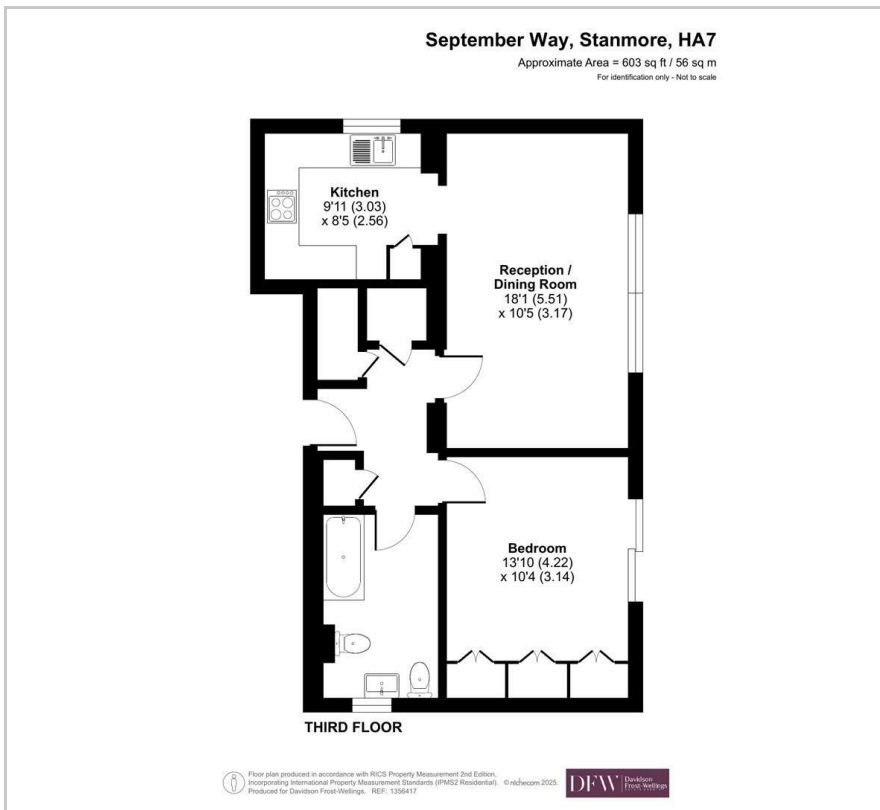 September Way, Stanmore, HA7
Approximate Area = 603 sq ft / 56 sq m
For identification only - Not to scale
Kitchen
9'11 (3.03)
x 8'5 (2.56)
Reception /
Dining Room
18'1 (5.51)
x 10'5 (3.17)
Bedroom
13'10 (4.22)
x 10'4 (3.14)
THIRD FLOOR
Floor plan produced in accordance with RICS Property Measurement 2nd Edition,
Incorporating International Property Measurement Standards (IPMS2 Residential). © nichecom 2025.
Produced for Davidson Frost-Wellings. REF: 1356417
DFW
Davidson
Frost-Wellings